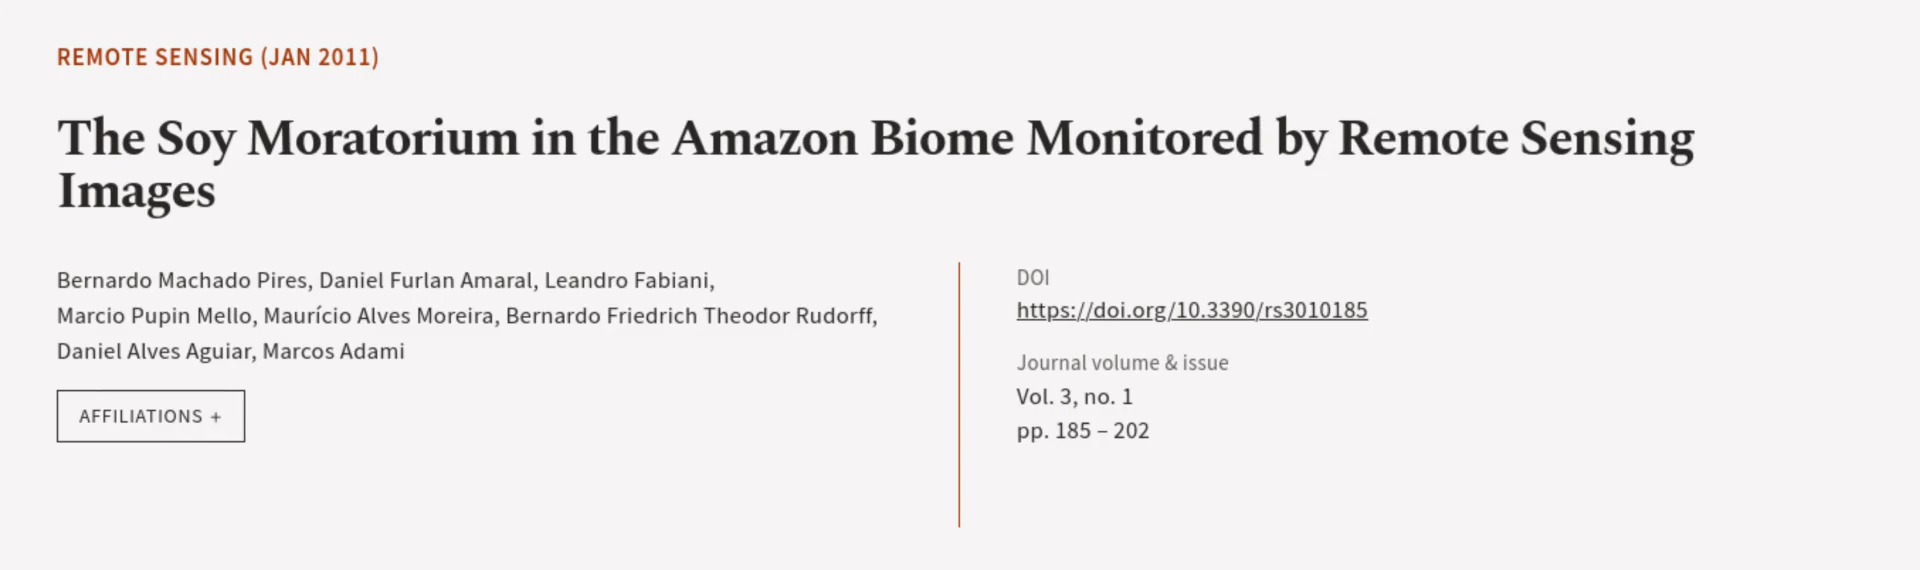 REMOTE SENSING (JAN 2011)
The Soy Moratorium in the Amazon Biome Monitored by Remote Sensing
Images
Bernardo Machado Pires, Daniel Furlan Amaral, Leandro Fabiani,
Marcio Pupin Mello, Maurício Alves Moreira, Bernardo Friedrich Theodor Rudorff,
Daniel Alves Aguiar, Marcos Adami
AFFILIATIONS +
DOI
https://doi.org/10.3390/rs3010185
Journal volume & issue
Vol. 3, no. 1
pp. 185 – 202